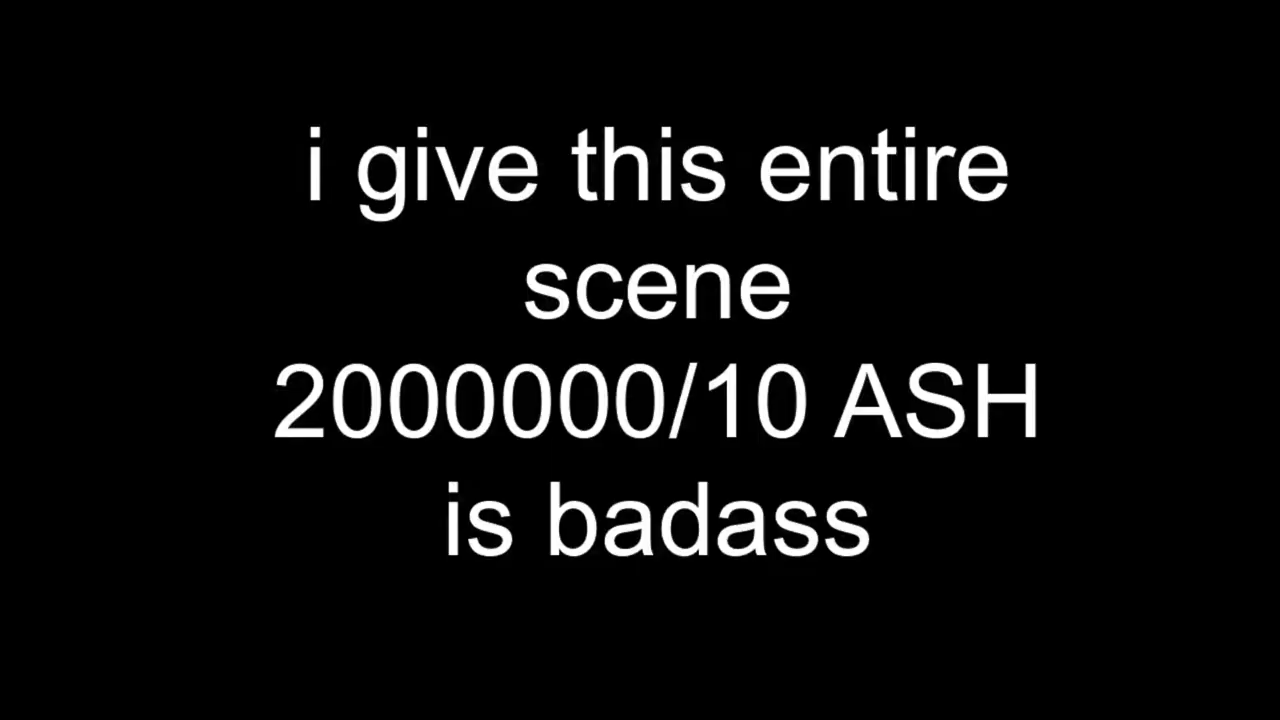 i give this entire
scene
2000000/10 ASH
is badass